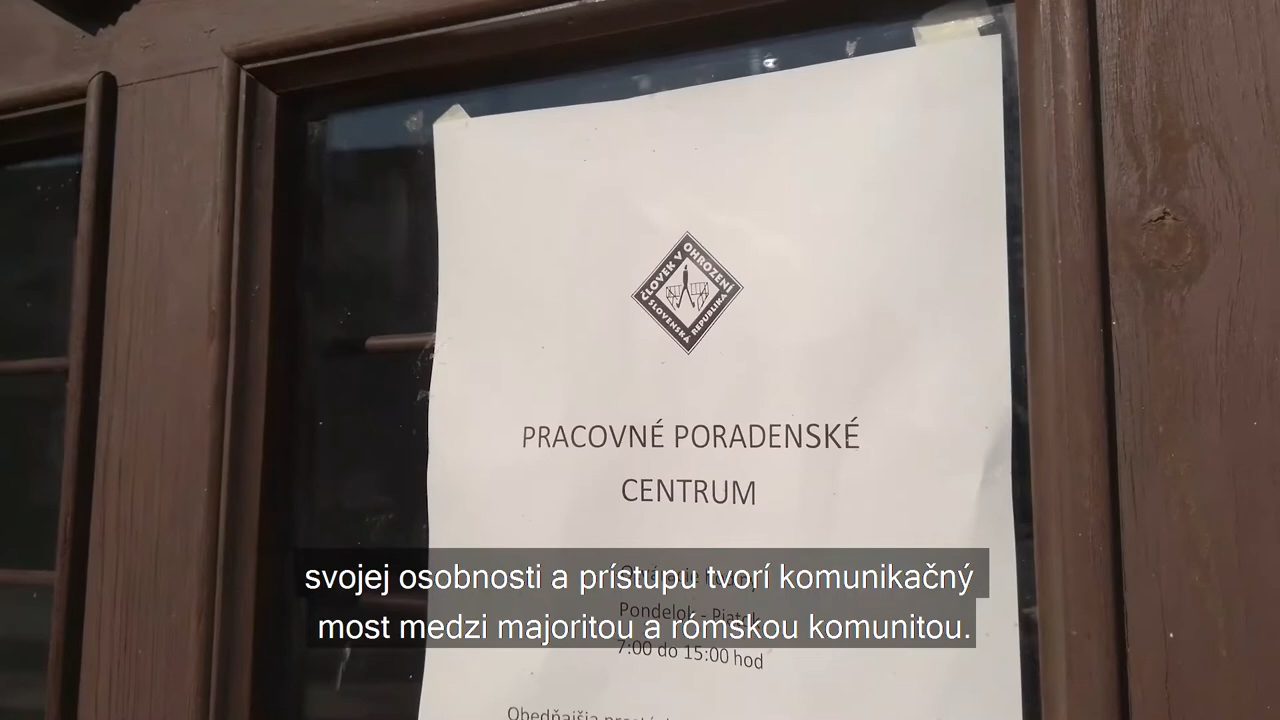 ČLOVEK V OHROZENÍ
SLOVENSKÁ REPUBLIKA
PRACOVNÉ PORADENSKÉ
CENTRUM
svojej osobnosti a prístupu tvorí komunikačný
Pondelok - Piatok
most medzi majoritou a rómskou komunitou.
7:00 do 15:00 hod
Obedňajšia